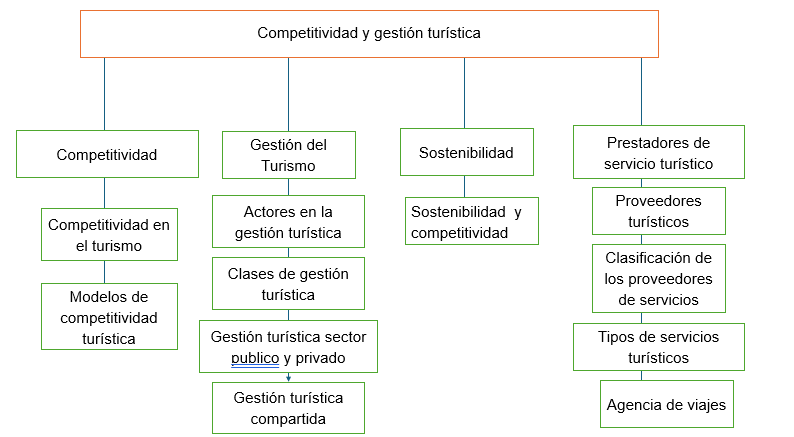 Competitividad y gestión turística
Competitividad
Competitividad en
el turismo
Modelos de
competitividad
turística
Gestión del
Turismo
Actores en la
gestión turística
Clases de gestión
turística
Gestión turística sector
publico y privado
Gestión turística
compartida
Sostenibilidad
Sostenibilidad y
competitividad
Prestadores de
servicio turístico
Proveedores
turísticos
Clasificación de
los proveedores
de servicios
Tipos de servicios
turísticos
Agencia de viajes